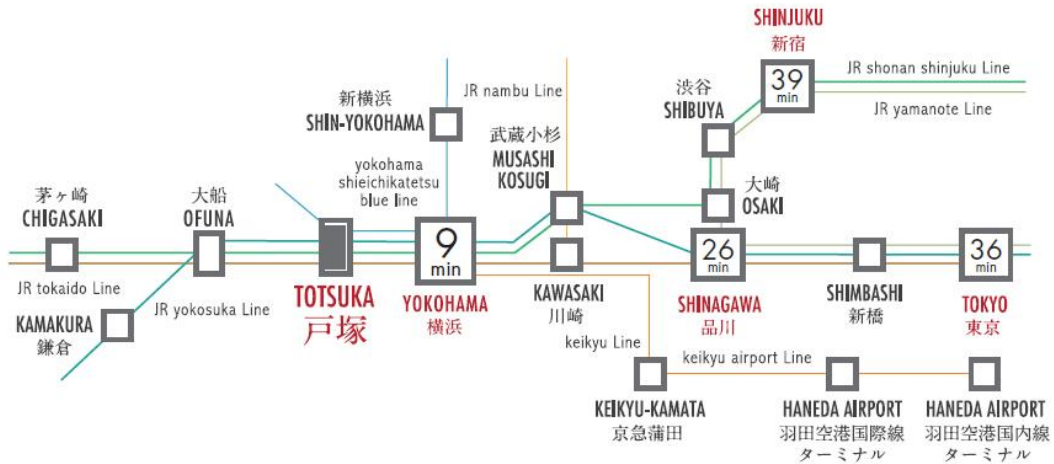 SHINJUKU
新宿
39
min
JR shonan shinjuku Line
JR yamanote Line
渋谷
SHIBUYA
新横浜
SHIN-YOKOHAMA
JR nambu Line
武蔵小杉
MUSASHI
KOSUGI
yokohama
shieichikatetsu
blue line
大崎
OSAKI
茅ヶ崎
CHIGASAKI
大船
OFUNA
9
min
26
min
36
min
JR tokaido Line
JR yokosuka Line
KAMAKURA
鎌倉
TOTSUKA
戸塚
YOKOHAMA
横浜
KAWASAKI
川崎
SHINAGAWA
品川
SHIMBASHI
新橋
TOKYO
東京
keikyu Line
keikyu airport Line
KEIKYU-KAMATA
京急蒲田
HANEDA AIRPORT
羽田空港国際線
ターミナル
HANEDA AIRPORT
羽田空港国内線
ターミナル